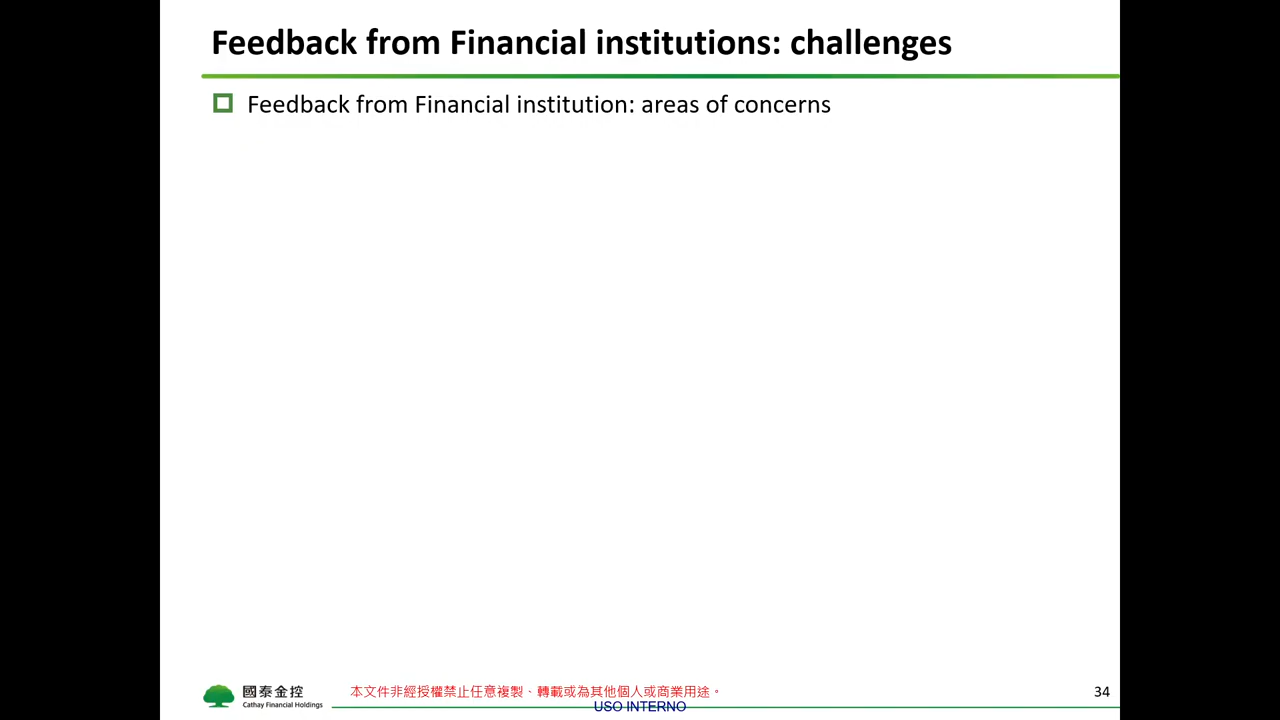 Feedback from Financial institutions: challenges
Feedback from Financial institution: areas of concerns
國泰金控
Cathay Financial Holdings
本文件非經授權禁止任意複製、轉載或為其他個人或商業用途。
USO INTERNO
34